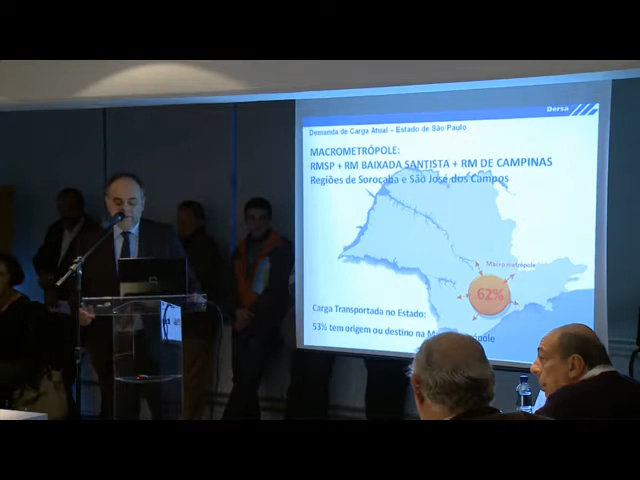 Dersa
Demanda de Carga Atual – Estado de São Paulo
MACROMETRÓPOLE:
RMSP + RM BAIXADA SANTISTA + RM DE CAMPINAS
Regiões de Sorocaba e São José dos Campos
Macrometrópole
62%
Carga Transportada no Estado:
53% tem origem ou destino na